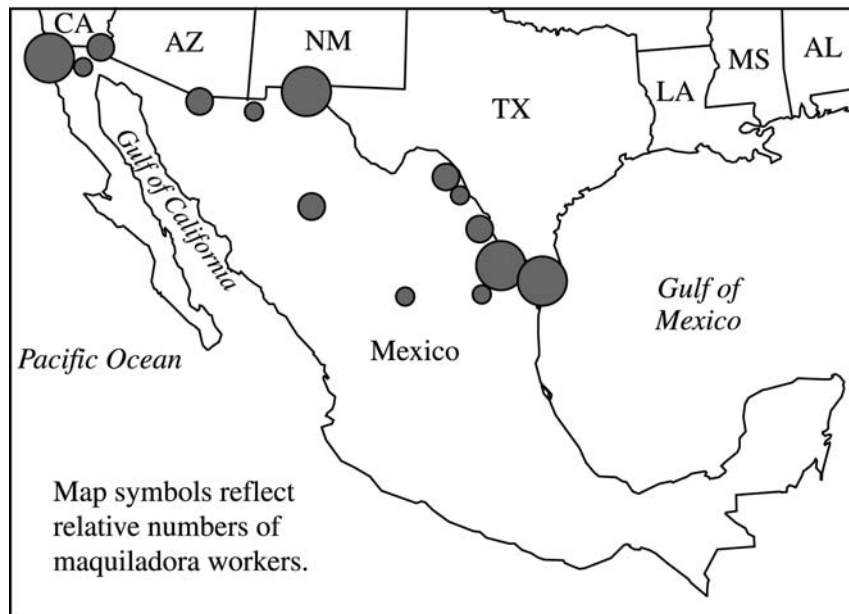 CA
AZ
NM
TX
LA
MS
AL
Gulf of California
Gulf of
Mexico
Pacific Ocean
Mexico
Map symbols reflect
relative numbers of
maquiladora workers.